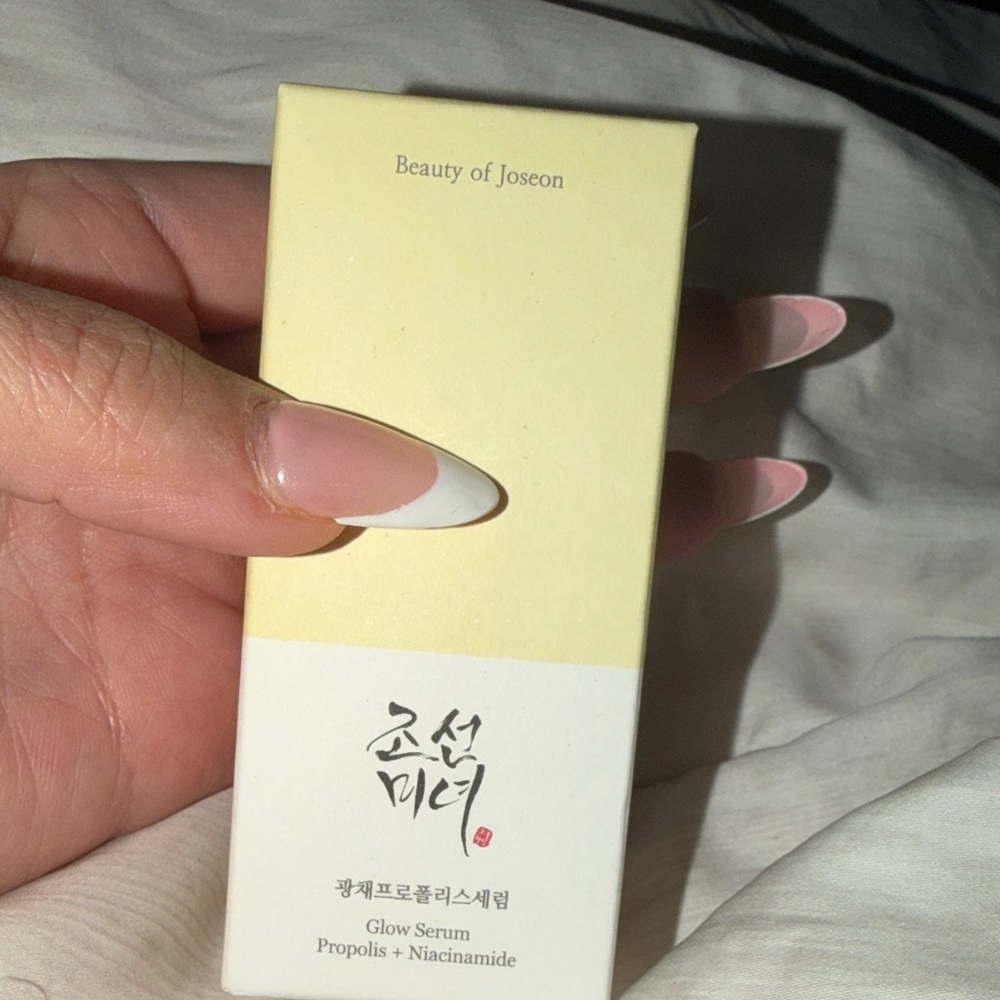 Beauty of Joseon
조선
미녀
광채프로폴리스세럼
Glow Serum
Propolis + Niacinamide